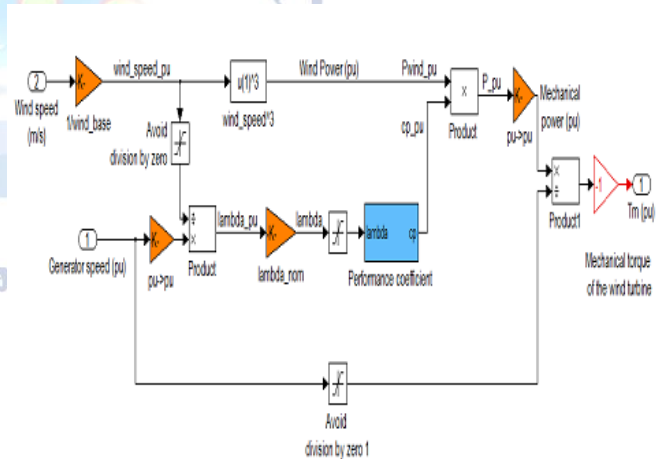 2
Wind speed
(m/s)
K-
1/wind_base
wind_speed_pu
u(1)^3
wind_speed^3
Wind Power (pu)
Pwind_pu
cp_pu
×
Product
P_pu
K-
pu->pu
Mechanical
power (pu)
Avoid
division by zero
1
Generator speed (pu)
K-
pu->pu
÷
×
Product
lambda_pu
K-
lambda_nom
lambda
lambda
cp
Performance coefficient
×
÷
Product1
-1
1
Tm (pu)
Mechanical torque
of the wind turbine
Avoid
division by zero 1